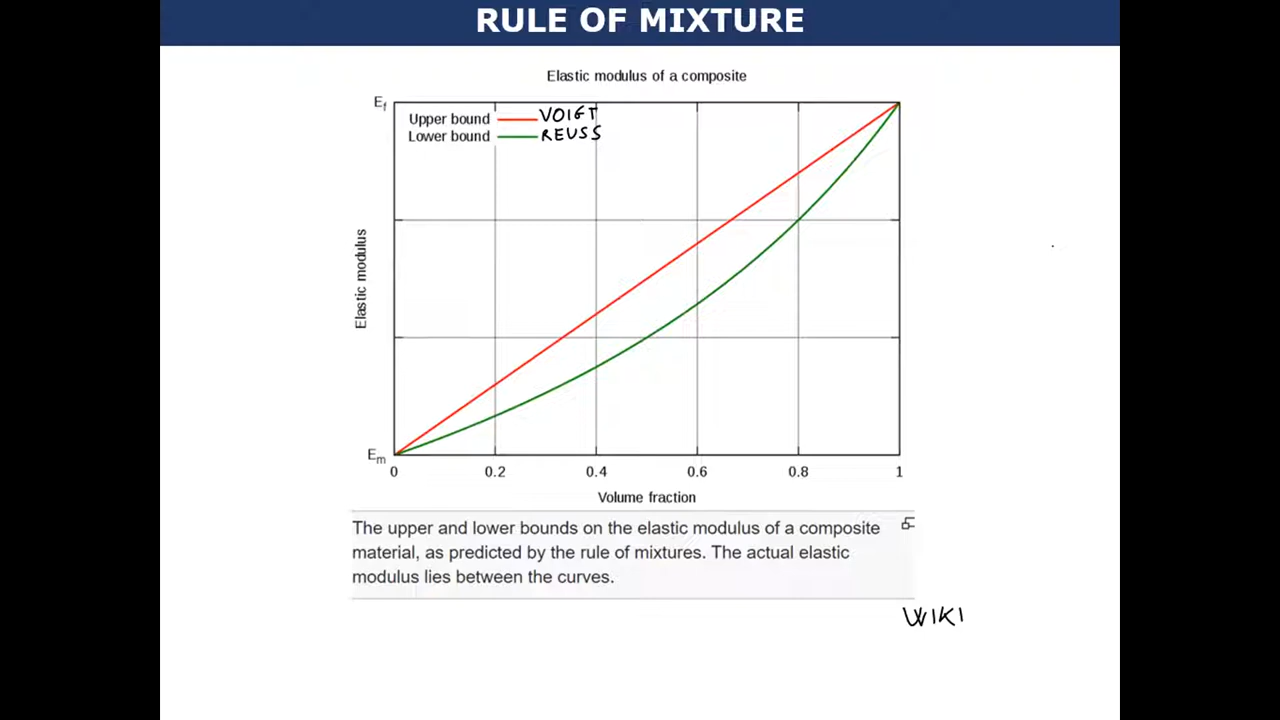 RULE OF MIXTURE
Elastic modulus of a composite
Ef
Upper bound VOIGT
Lower bound REUSS
Elastic modulus
Em
0 0.2 0.4 0.6 0.8 1
Volume fraction
The upper and lower bounds on the elastic modulus of a composite
material, as predicted by the rule of mixtures. The actual elastic
modulus lies between the curves.
WIKI